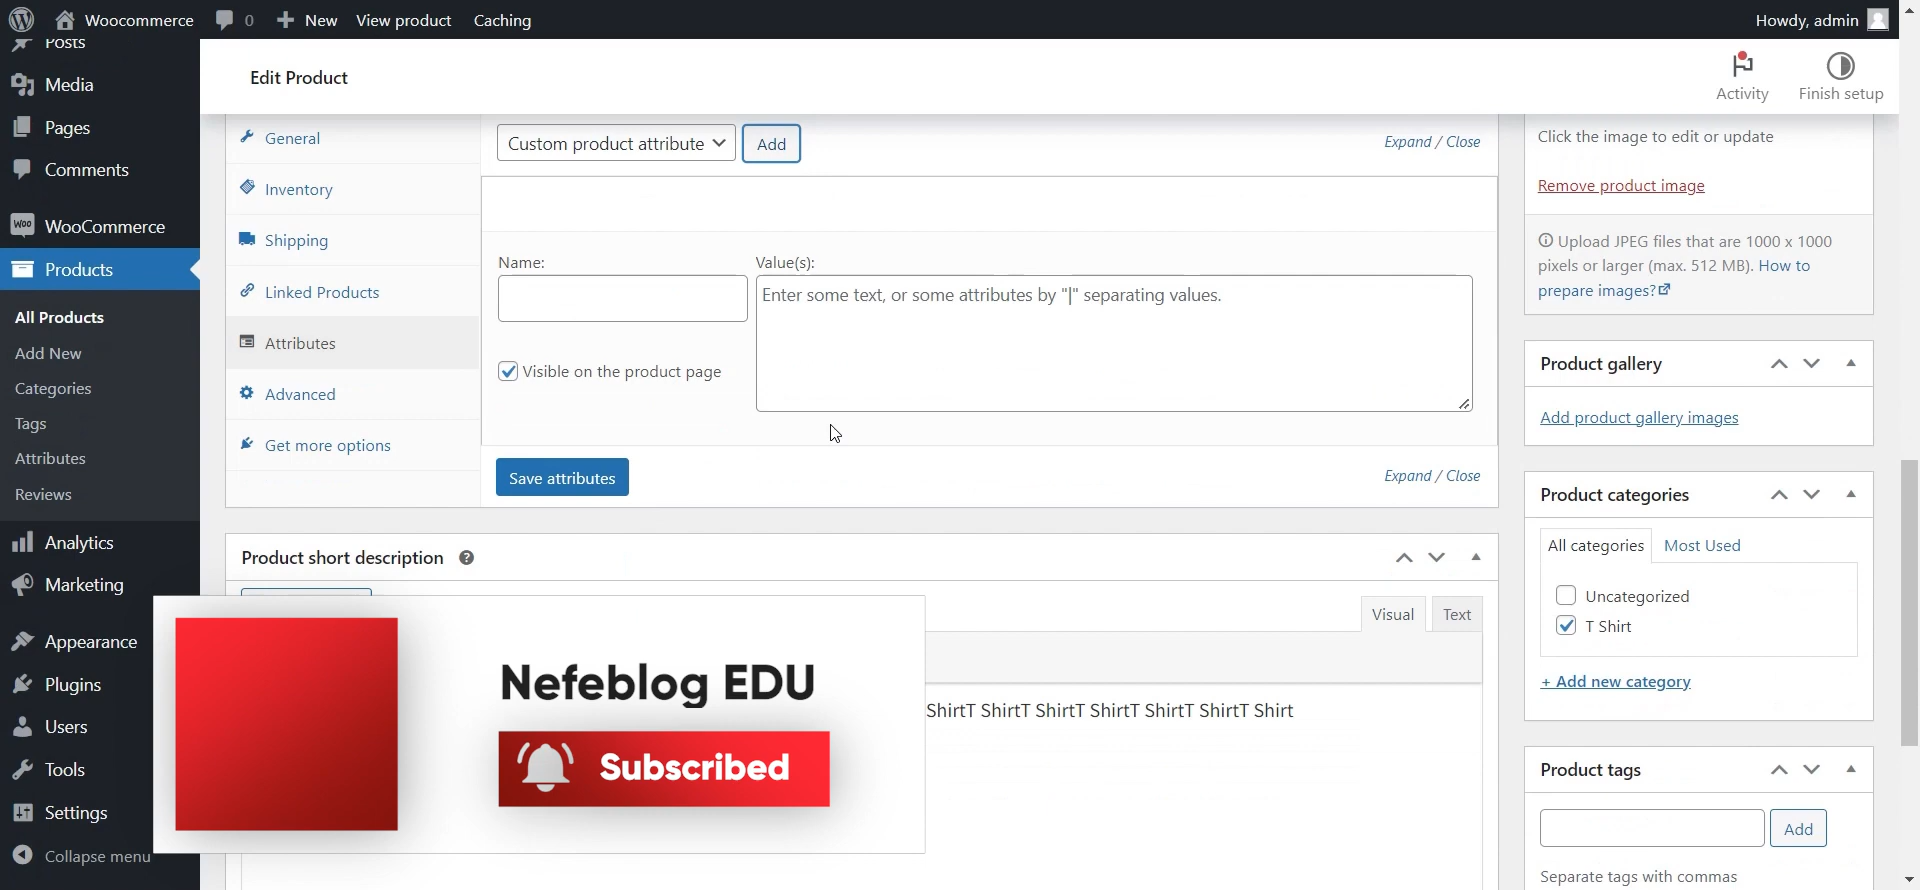 Woocommerce 0 New View product Caching Howdy, admin
Posts
Media
Pages
Comments
WooCommerce
Products
All Products
Add New
Categories
Tags
Attributes
Reviews
Analytics
Marketing
Appearance
Plugins
Users
Tools
Settings
Collapse menu
Edit Product
Activity
Finish setup
General
Inventory
Shipping
Linked Products
Attributes
Advanced
Get more options
Custom product attribute Add Expand / Close
Name:
Value(s):
Enter some text, or some attributes by "|" separating values.
Visible on the product page
Save attributes Expand / Close
Product short description
Visual Text
ShirtT ShirtT ShirtT ShirtT ShirtT ShirtT Shirt
Nefeblog EDU
Subscribed
Click the image to edit or update
Remove product image
Upload JPEG files that are 1000 x 1000
pixels or larger (max. 512 MB). How to
prepare images?
Product gallery
Add product gallery images
Product categories
All categories Most Used
Uncategorized
T Shirt
+ Add new category
Product tags
Add
Separate tags with commas